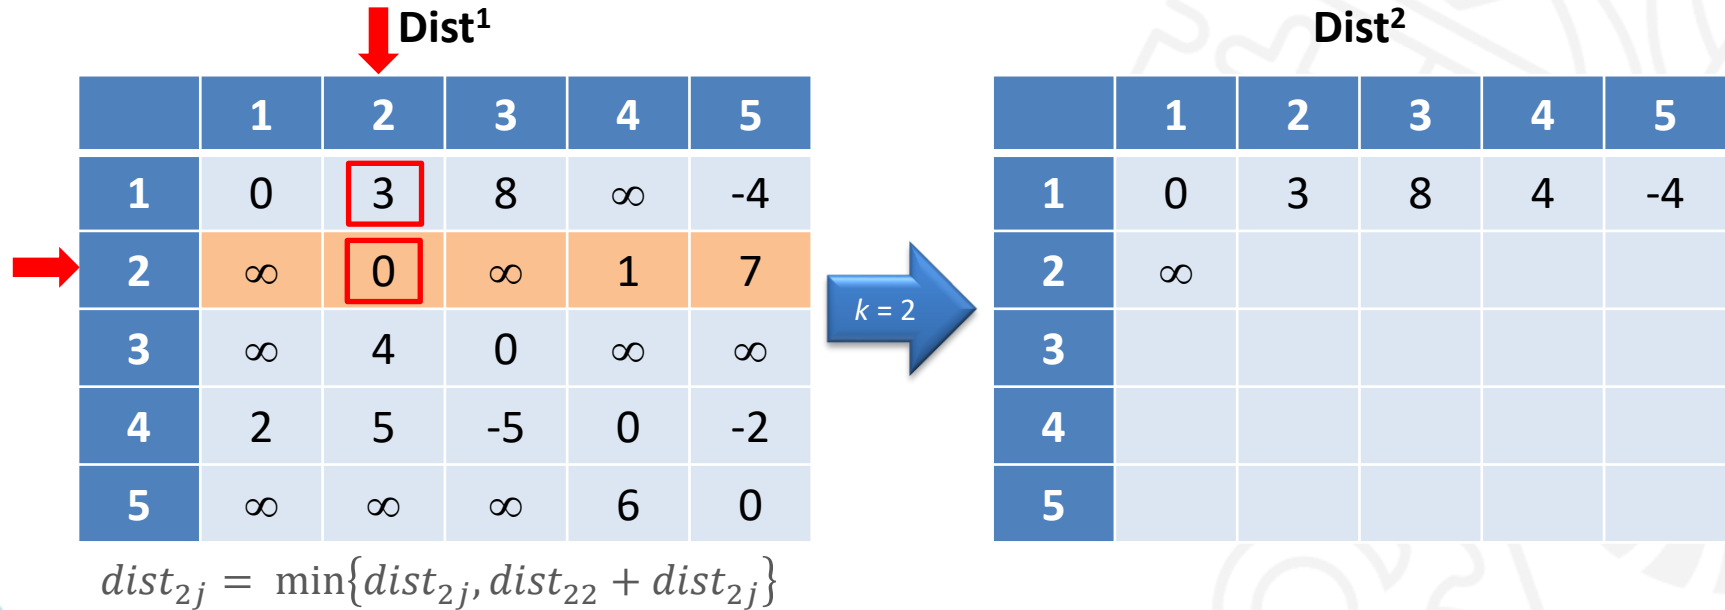 Dist¹ Dist²
1 2 3 4 5 1 2 3 4 5
1 0 3 8 ∞ -4 1 0 3 8 4 -4
2 ∞ 0 ∞ 1 7 2 ∞
k = 2
3 ∞ 4 0 ∞ ∞ 3
4 2 5 -5 0 -2 4
5 ∞ ∞ ∞ 6 0 5
dist₂ⱼ = min{dist₂ⱼ, dist₂₂ + dist₂ⱼ}